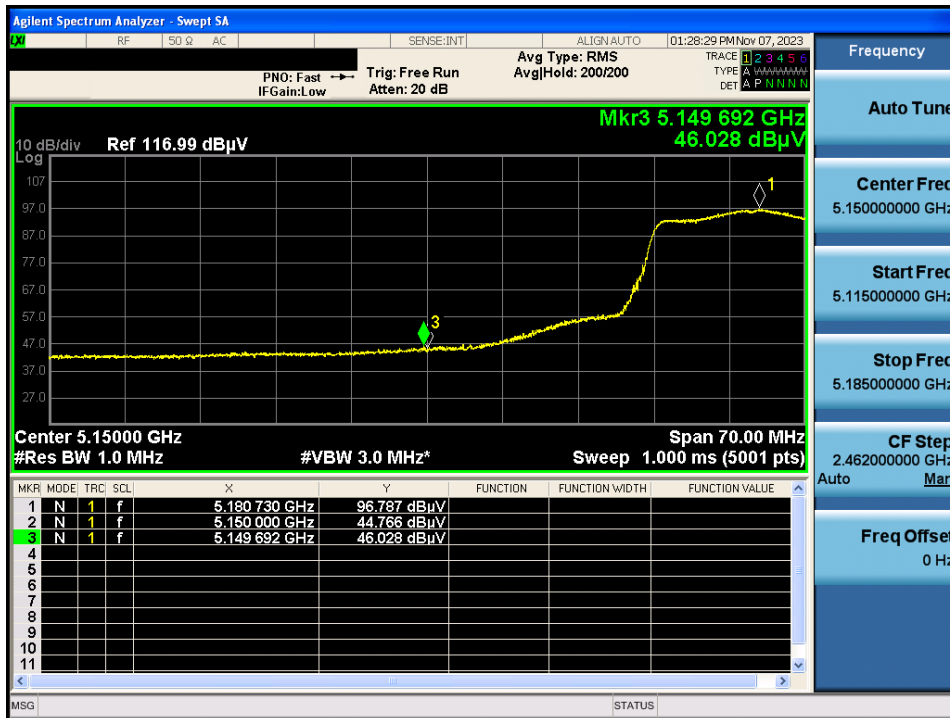 Agilent Spectrum Analyzer - Swept SA
LXI RF 50 Ω AC SENSE:INT ALIGN AUTO 01:28:29 PM Nov 07, 2023
Frequency
Avg Type: RMS
TRACE 1 2 3 4 5 6
PNO: Fast Trig: Free Run Avg|Hold: 200/200
TYPE A WWWWW
IFGain:Low Atten: 20 dB
DET A P N N N N
Auto Tune
Mkr3 5.149 692 GHz
46.028 dBµV
10 dB/div Ref 116.99 dBµV
Log
107
97.0
87.0
77.0
67.0
57.0
47.0
37.0
27.0
1
3
Center 5.15000 GHz Span 70.00 MHz
#Res BW 1.0 MHz #VBW 3.0 MHz* Sweep 1.000 ms (5001 pts)
Center Freq
5.150000000 GHz
Start Freq
5.115000000 GHz
Stop Freq
5.185000000 GHz
CF Step
2.462000000 GHz
Auto Man
Freq Offset
0 Hz
MKR MODE TRC SCL X Y FUNCTION FUNCTION WIDTH FUNCTION VALUE
1 N 1 f 5.180 730 GHz 96.787 dBµV
2 N 1 f 5.150 000 GHz 44.766 dBµV
3 N 1 f 5.149 692 GHz 46.028 dBµV
4
5
6
7
8
9
10
11
MSG STATUS